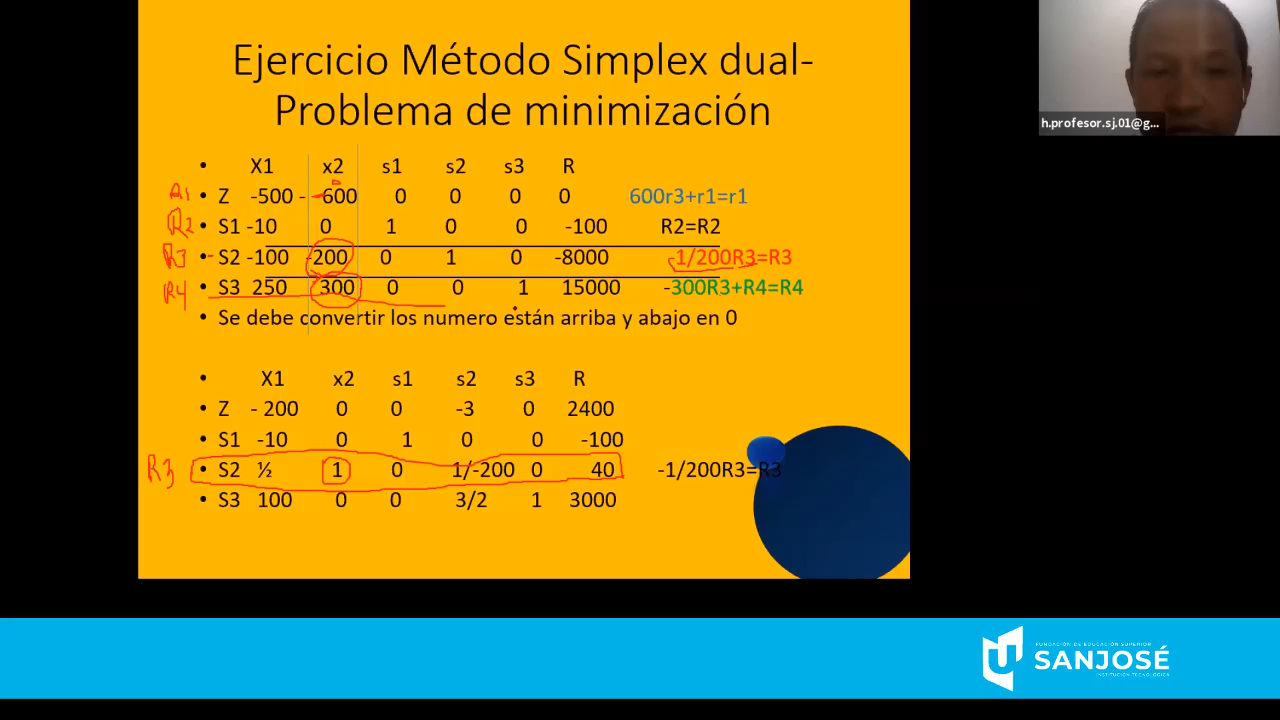 Ejercicio Método Simplex dual-
Problema de minimización
h.profesor.sj.01@g...
• X1 x2 s1 s2 s3 R
R1 • Z -500 - -600 0 0 0 0 600r3+r1=r1
R2 • S1 -10 0 1 0 0 -100 R2=R2
R3 • S2 -100 -200 0 1 0 -8000 -1/200R3=R3
R4 • S3 250 300 0 0 1 15000 -300R3+R4=R4
• Se debe convertir los numero están arriba y abajo en 0
• X1 x2 s1 s2 s3 R
• Z - 200 0 0 -3 0 2400
• S1 -10 0 1 0 0 -100
R3 • S2 ½ 1 0 1/-200 0 40 -1/200R3=R3
• S3 100 0 0 3/2 1 3000
FUNDACIÓN DE EDUCACIÓN SUPERIOR
SANJOSÉ
INSTITUCIÓN TECNOLÓGICA